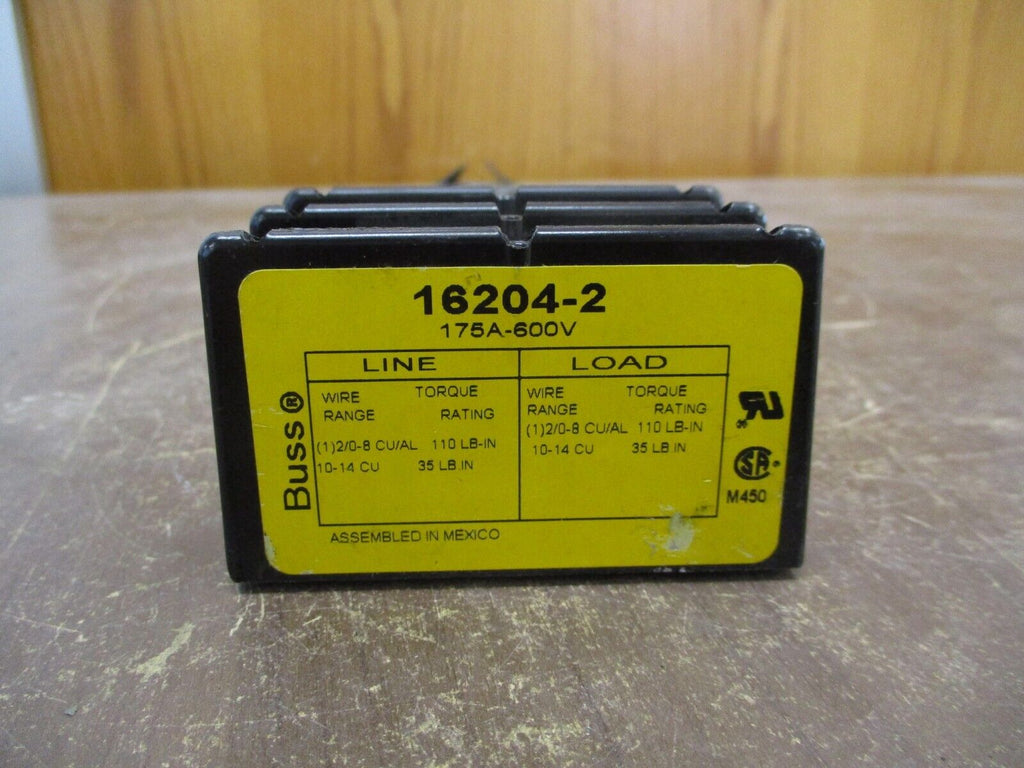 16204-2
175A-600V
LINE LOAD
WIRE TORQUE WIRE TORQUE
RANGE RATING RANGE RATING
(1)2/0-8 CU/AL 110 LB-IN (1)2/0-8 CU/AL 110 LB-IN
10-14 CU 35 LB.IN 10-14 CU 35 LB.IN
Buss®
RU
SA
M450
ASSEMBLED IN MEXICO